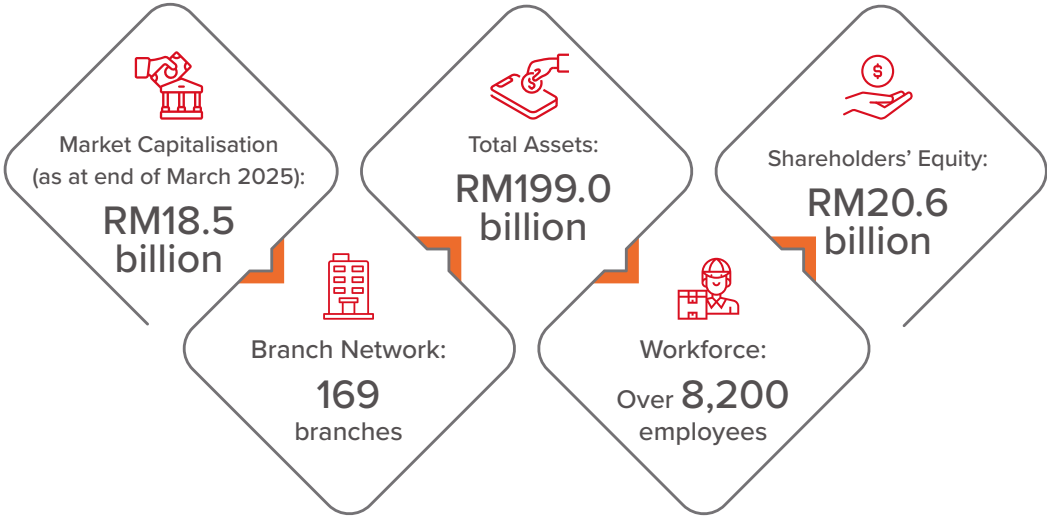 Market Capitalisation
(as at end of March 2025):
RM18.5
billion
Branch Network:
169
branches
Total Assets:
RM199.0
billion
Workforce:
Over 8,200
employees
Shareholders’ Equity:
RM20.6
billion